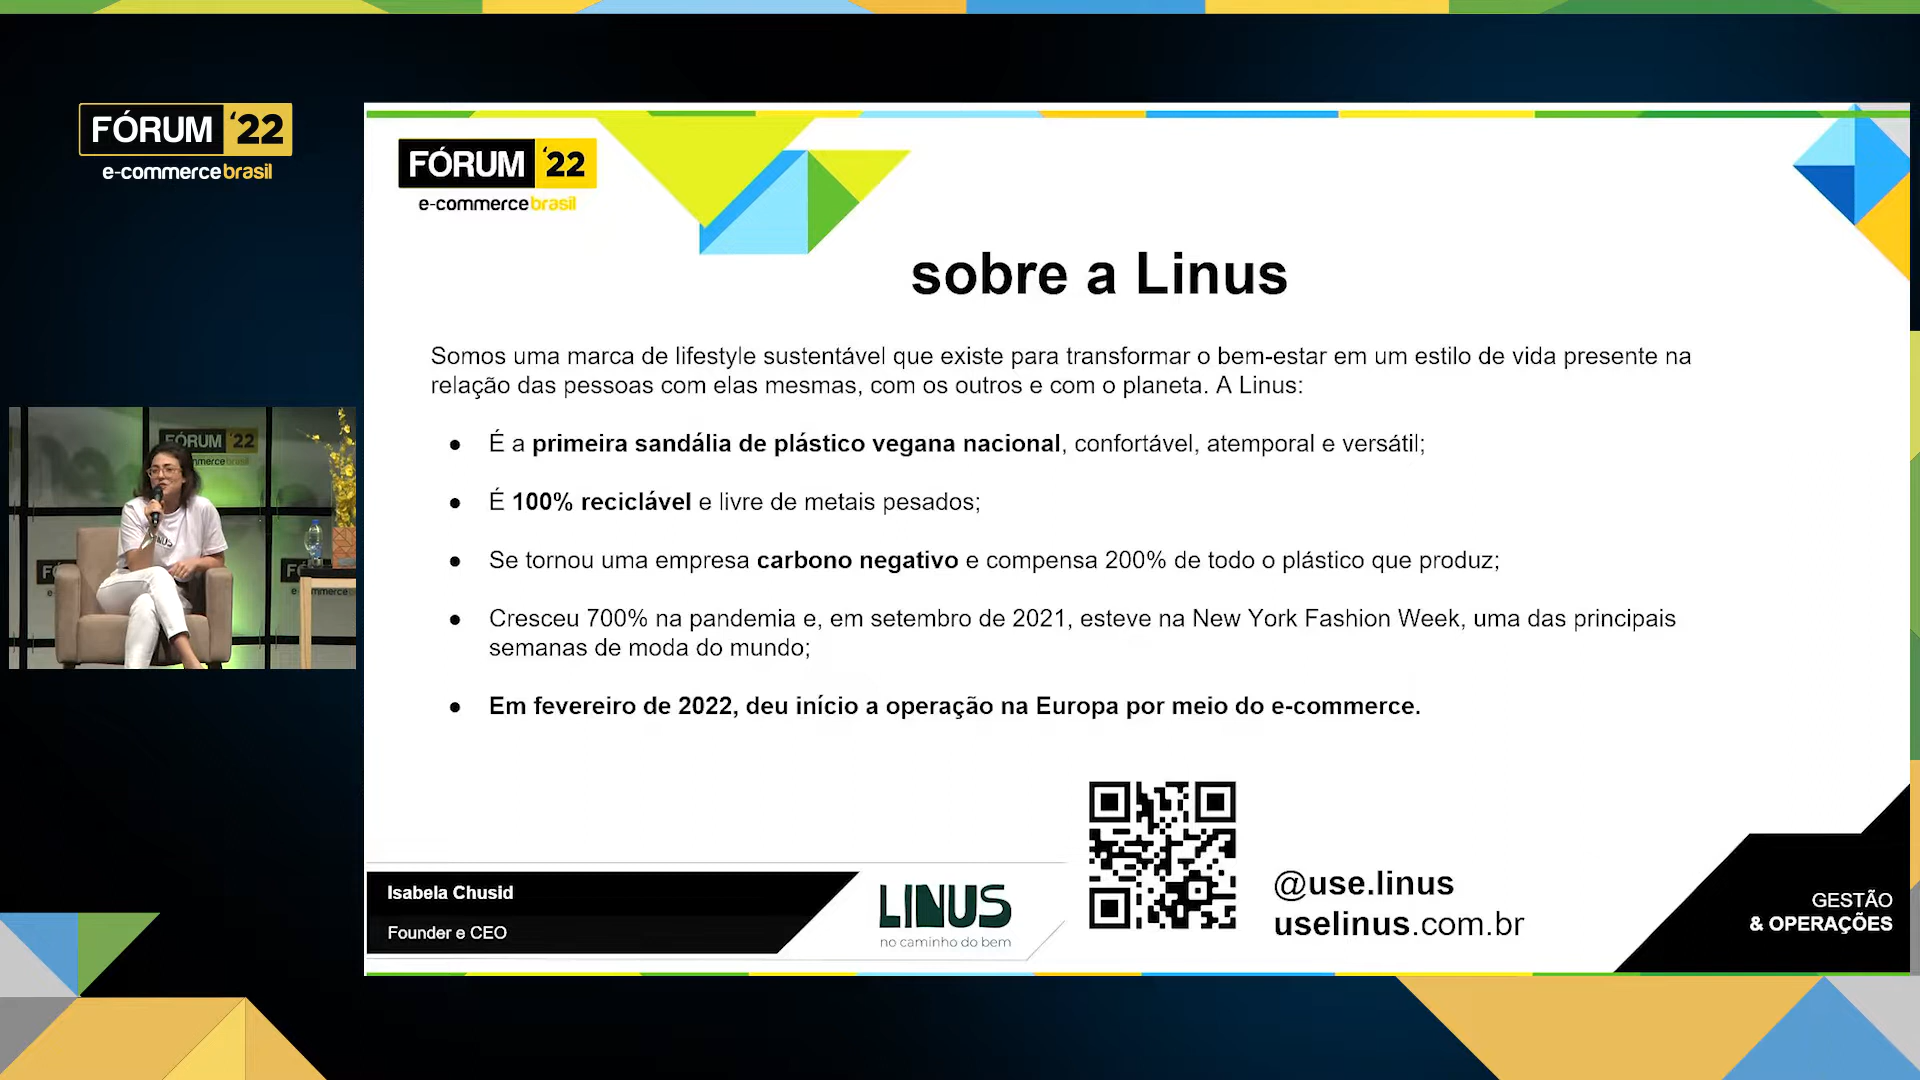 FÓRUM '22
e-commercebrasil
FÓRUM '22
e-commercebrasil
sobre a Linus
Somos uma marca de lifestyle sustentável que existe para transformar o bem-estar em um estilo de vida presente na
relação das pessoas com elas mesmas, com os outros e com o planeta. A Linus:
● É a primeira sandália de plástico vegana nacional, confortável, atemporal e versátil;
● É 100% reciclável e livre de metais pesados;
● Se tornou uma empresa carbono negativo e compensa 200% de todo o plástico que produz;
● Cresceu 700% na pandemia e, em setembro de 2021, esteve na New York Fashion Week, uma das principais
semanas de moda do mundo;
● Em fevereiro de 2022, deu início a operação na Europa por meio do e-commerce.
FÓRUM '22
mmercebrasil
Isabela Chusid
Founder e CEO
LINUS
no caminho do bem
@use.linus
uselinus.com.br
GESTÃO
& OPERAÇÕES